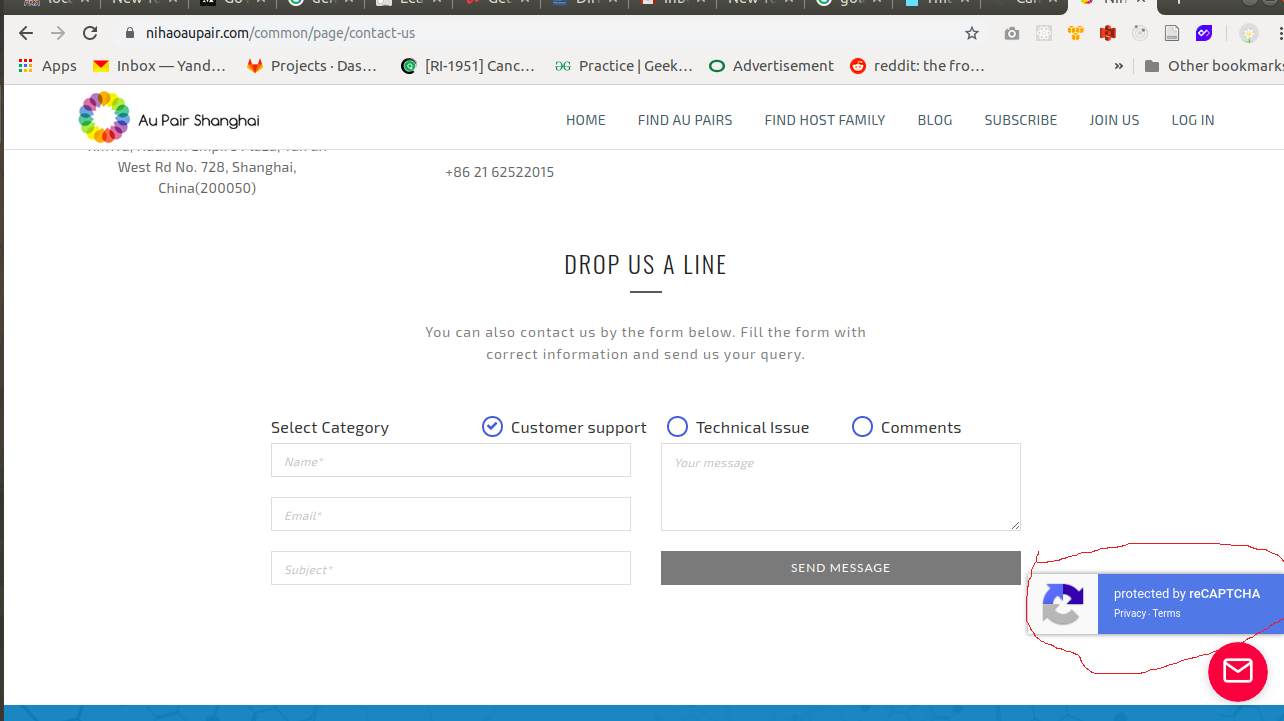 nihaoaupair.com/common/page/contact-us
Apps
Inbox — Yand...
Projects · Das...
[RI-1951] Canc...
Practice | Geek...
Advertisement
reddit: the fro...
»
Other bookmarks
Au Pair Shanghai
HOME
FIND AU PAIRS
FIND HOST FAMILY
BLOG
SUBSCRIBE
JOIN US
LOG IN
West Rd No. 728, Shanghai,
China(200050)
+86 21 62522015
DROP US A LINE
You can also contact us by the form below. Fill the form with
correct information and send us your query.
Select Category
Customer support
Technical Issue
Comments
Name*
Your message
Email*
Subject*
SEND MESSAGE
protected by reCAPTCHA
Privacy · Terms